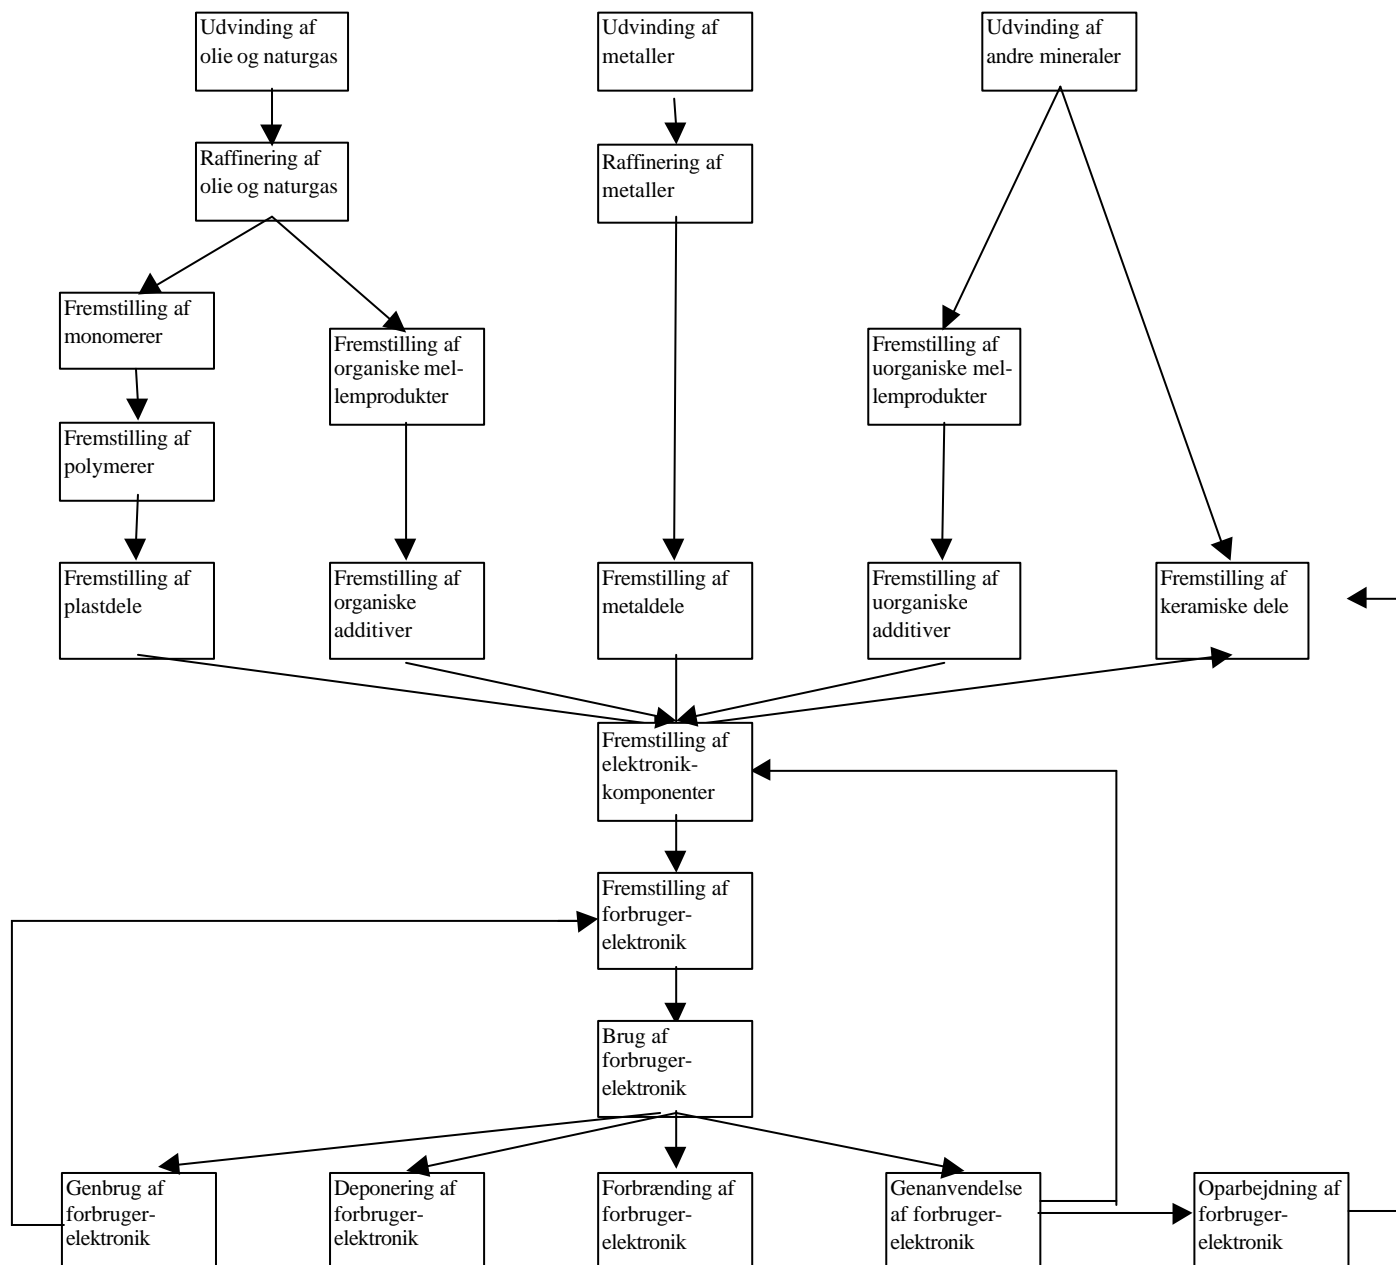 Udvinding af
olie og naturgas
Udvinding af
metaller
Udvinding af
andre mineraler
Raffinering af
olie og naturgas
Raffinering af
metaller
Fremstilling af
monomerer
Fremstilling af
organiske mel-
lemprodukter
Fremstilling af
uorganiske mel-
lemprodukter
Fremstilling af
polymerer
Fremstilling af
plastdele
Fremstilling af
organiske
additiver
Fremstilling af
metaldele
Fremstilling af
uorganiske
additiver
Fremstilling af
keramiske dele
Fremstilling af
elektronik-
komponenter
Fremstilling af
forbruger-
elektronik
Brug af
forbruger-
elektronik
Genbrug af
forbruger-
elektronik
Deponering af
forbruger-
elektronik
Forbrænding af
forbruger-
elektronik
Genanvendelse
af forbruger-
elektronik
Oparbejdning af
forbruger-
elektronik